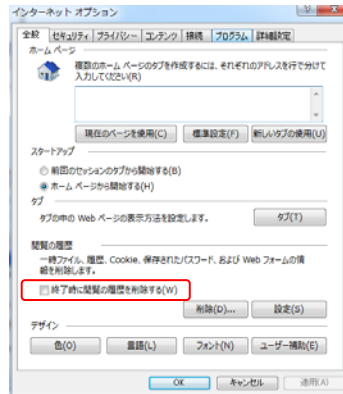 インターネット オプション
全般 セキュリティ プライバシー コンテンツ 接続 プログラム 詳細設定
ホーム ページ
複数のホーム ページのタブを作成するには、それぞれのアドレスを行で分けて
入力してください(R)
現在のページを使用(C) 標準設定(F) 新しいタブの使用(U)
スタートアップ
前回のセッションのタブから開始する(B)
ホーム ページから開始する(H)
タブ
タブの中の Web ページの表示方法を設定します。 タブ(T)
閲覧の履歴
一時ファイル、履歴、Cookie、保存されたパスワード、および Web フォームの情
報を削除します。
終了時に閲覧の履歴を削除する(W)
削除(D)... 設定(S)
デザイン
色(O) 言語(L) フォント(N) ユーザー補助(E)
OK キャンセル 適用(A)